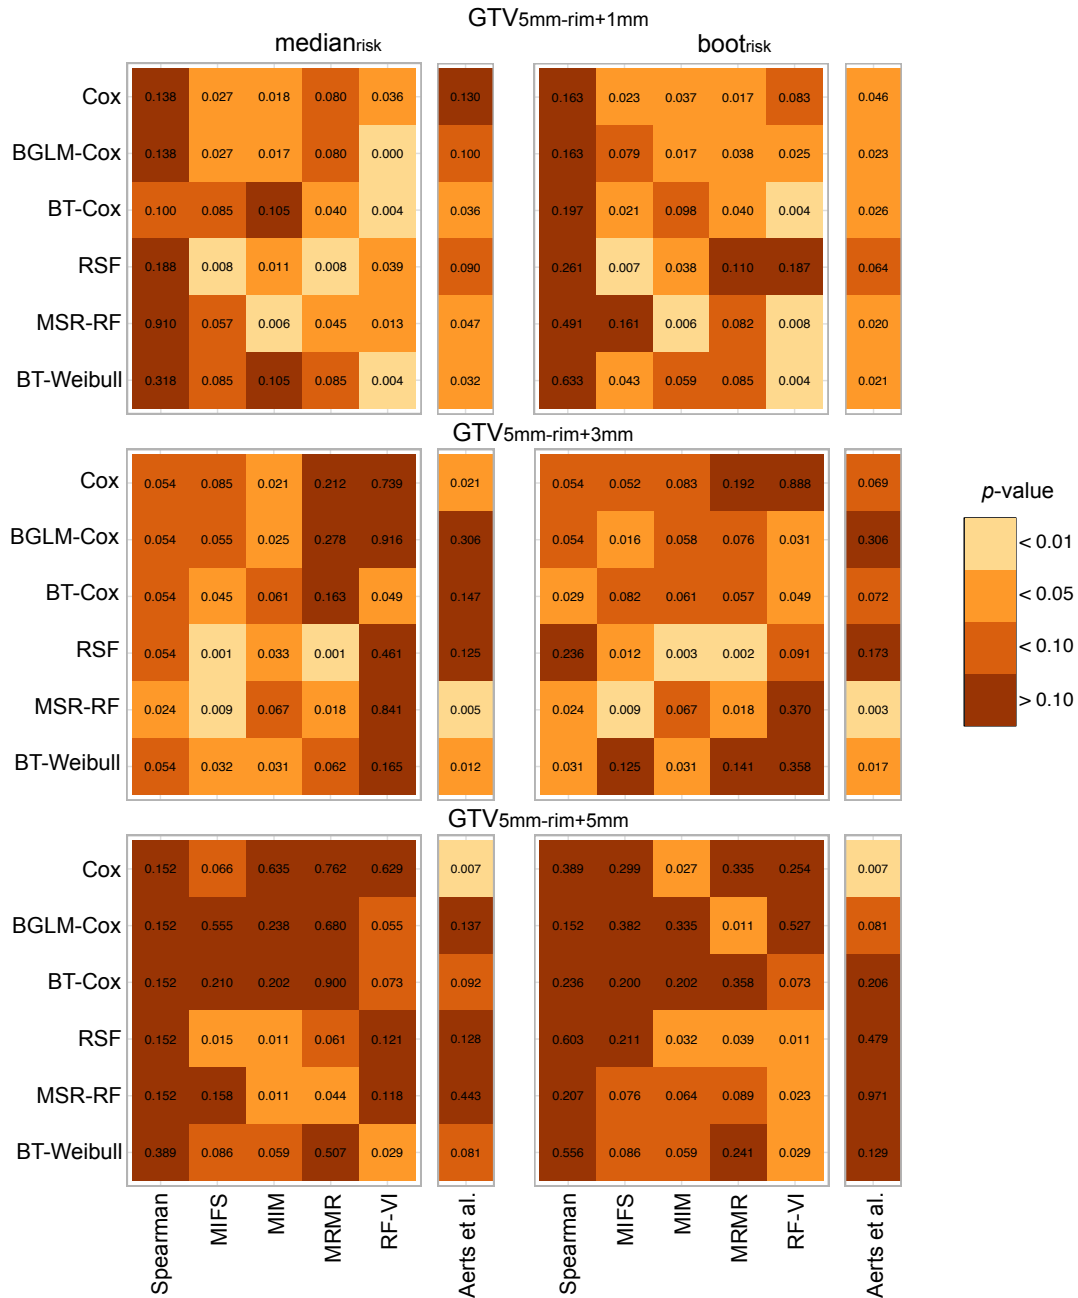 GTV5mm-rim+1mm
medianrisk bootrisk
Cox 0.138 0.027 0.018 0.080 0.036 0.130 0.163 0.023 0.037 0.017 0.083 0.046
BGLM-Cox 0.138 0.027 0.017 0.080 0.000 0.100 0.163 0.079 0.017 0.038 0.025 0.023
BT-Cox 0.100 0.085 0.105 0.040 0.004 0.036 0.197 0.021 0.098 0.040 0.004 0.026
RSF 0.188 0.008 0.011 0.008 0.039 0.090 0.261 0.007 0.038 0.110 0.187 0.064
MSR-RF 0.910 0.057 0.006 0.045 0.013 0.047 0.491 0.161 0.006 0.082 0.008 0.020
BT-Weibull 0.318 0.085 0.105 0.085 0.004 0.032 0.633 0.043 0.059 0.085 0.004 0.021
GTV5mm-rim+3mm
Cox 0.054 0.085 0.021 0.212 0.739 0.021 0.054 0.052 0.083 0.192 0.888 0.069
BGLM-Cox 0.054 0.055 0.025 0.278 0.916 0.306 0.054 0.016 0.058 0.076 0.031 0.306
BT-Cox 0.054 0.045 0.061 0.163 0.049 0.147 0.029 0.082 0.061 0.057 0.049 0.072
RSF 0.054 0.001 0.033 0.001 0.461 0.125 0.236 0.012 0.003 0.002 0.091 0.173
MSR-RF 0.024 0.009 0.067 0.018 0.841 0.005 0.024 0.009 0.067 0.018 0.370 0.003
BT-Weibull 0.054 0.032 0.031 0.062 0.165 0.012 0.031 0.125 0.031 0.141 0.358 0.017
p-value
< 0.01
< 0.05
< 0.10
> 0.10
GTV5mm-rim+5mm
Cox 0.152 0.066 0.635 0.762 0.629 0.007 0.389 0.299 0.027 0.335 0.254 0.007
BGLM-Cox 0.152 0.555 0.238 0.680 0.055 0.137 0.152 0.382 0.335 0.011 0.527 0.081
BT-Cox 0.152 0.210 0.202 0.900 0.073 0.092 0.236 0.200 0.202 0.358 0.073 0.206
RSF 0.152 0.015 0.011 0.061 0.121 0.128 0.603 0.211 0.032 0.039 0.011 0.479
MSR-RF 0.152 0.158 0.011 0.044 0.118 0.443 0.207 0.076 0.064 0.089 0.023 0.971
BT-Weibull 0.389 0.086 0.059 0.507 0.029 0.081 0.556 0.086 0.059 0.241 0.029 0.129
Spearman MIFS MIM MRMR RF-VI Aerts et al. Spearman MIFS MIM MRMR RF-VI Aerts et al.